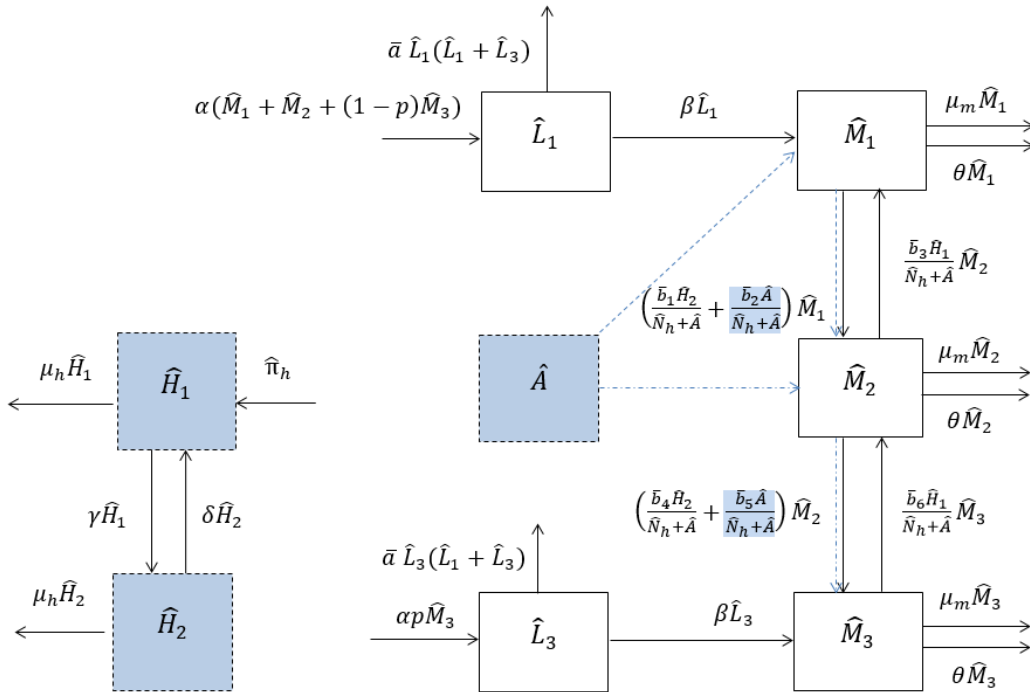 ā L̂₁(L̂₁ + L̂₃)
α(M̂₁ + M̂₂ + (1 − p)M̂₃)
L̂₁
βL̂₁
M̂₁
μₘM̂₁
θM̂₁
(b̄₁Ĥ₂/(N̂ₕ+Â) + b̄₂Â/(N̂ₕ+Â)) M̂₁
b̄₃Ĥ₁/(N̂ₕ+Â) M̂₂
μₕĤ₁
Ĥ₁
π̂ₕ
Â
M̂₂
μₘM̂₂
θM̂₂
γĤ₁
δĤ₂
(b̄₄Ĥ₂/(N̂ₕ+Â) + b̄₅Â/(N̂ₕ+Â)) M̂₂
b̄₆Ĥ₁/(N̂ₕ+Â) M̂₃
ā L̂₃(L̂₁ + L̂₃)
μₕĤ₂
Ĥ₂
αpM̂₃
L̂₃
βL̂₃
M̂₃
μₘM̂₃
θM̂₃